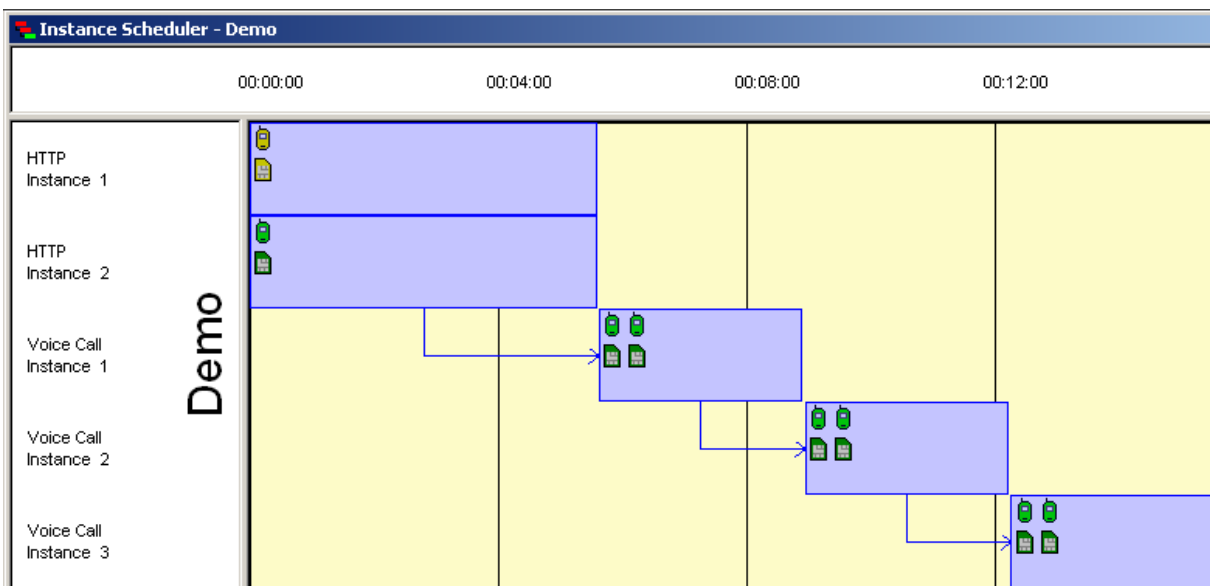 Instance Scheduler - Demo
00:00:00
00:04:00
00:08:00
00:12:00
HTTP
Instance 1
HTTP
Instance 2
Demo
Voice Call
Instance 1
Voice Call
Instance 2
Voice Call
Instance 3